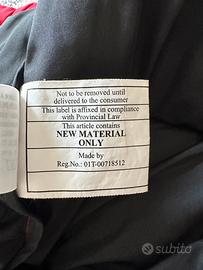 Not to be removed until
delivered to the consumer
This label is affixed in compliance
with Provincial Law
This article contains
NEW MATERIAL
ONLY
Made by
Reg.No.: 01T-00718512
subito